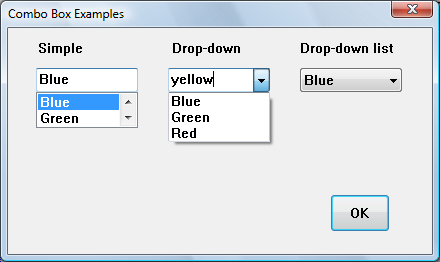 Combo Box Examples
Simple Drop-down Drop-down list
Blue yellow Blue
Blue Blue
Green Green
Red
OK